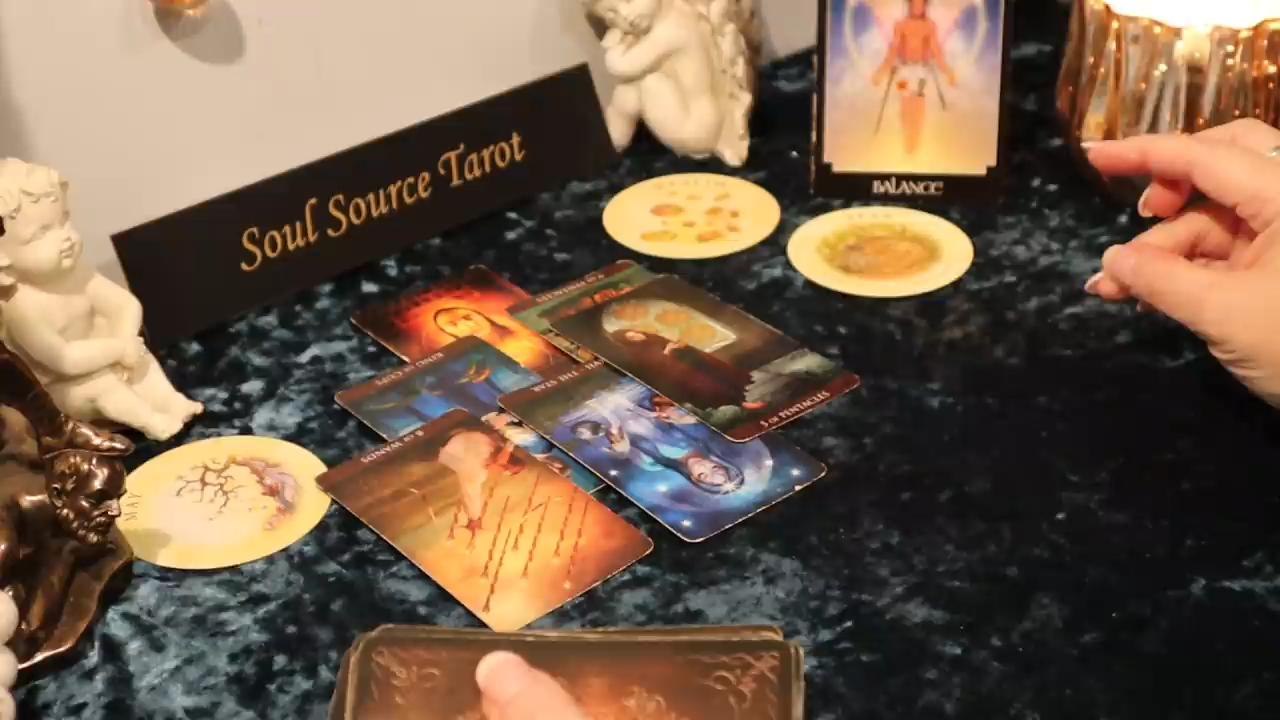 Soul Source Tarot
BALANCE
KING of CUPS
THE STAR
5 of PENTACLES
8 of WANDS
MAY